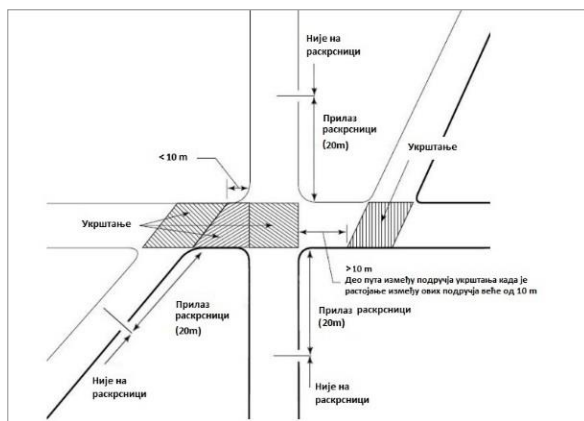 Није на
раскрсници
Прилаз
раскрсници
(20m)
Укрштање
< 10 m
Укрштање
>10 m
Део пута између подручја укрштања када је
растојање између ових подручја веће од 10 m
Прилаз
раскрсници
(20m)
Прилаз раскрсници
(20m)
Није на
раскрсници
Није на
раскрсници